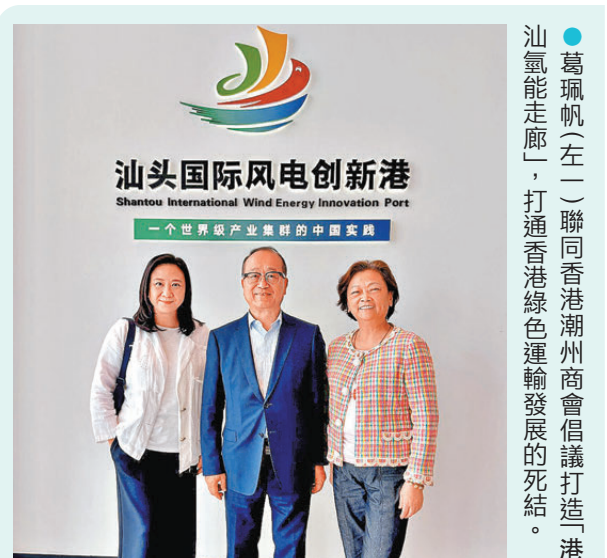 汕头国际风电创新港
Shantou International Wind Energy Innovation Port
一个世界级产业集群的中国实践
●葛珮帆(左一)聯同香港潮州商會倡議打造「港
汕氫能走廊」，打通香港綠色運輸發展的死結。